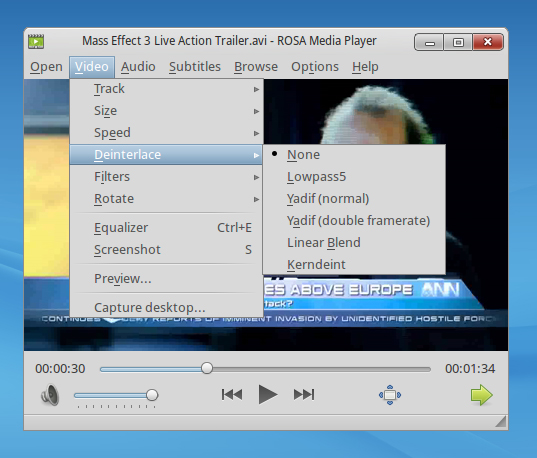 Mass Effect 3 Live Action Trailer.avi - ROSA Media Player
Open Video Audio Subtitles Browse Options Help
Track
Size
Speed
Deinterlace
Filters
Rotate
Equalizer Ctrl+E
Screenshot S
Preview...
Capture desktop...
None
Lowpass5
Yadif (normal)
Yadif (double framerate)
Linear Blend
Kerndeint
ES ABOVE EUROPE ANN
tack?
CONTINUES REPORTS OF IMMINENT INVASION BY UNIDENTIFIED HOSTILE FORC
00:00:30 00:01:34